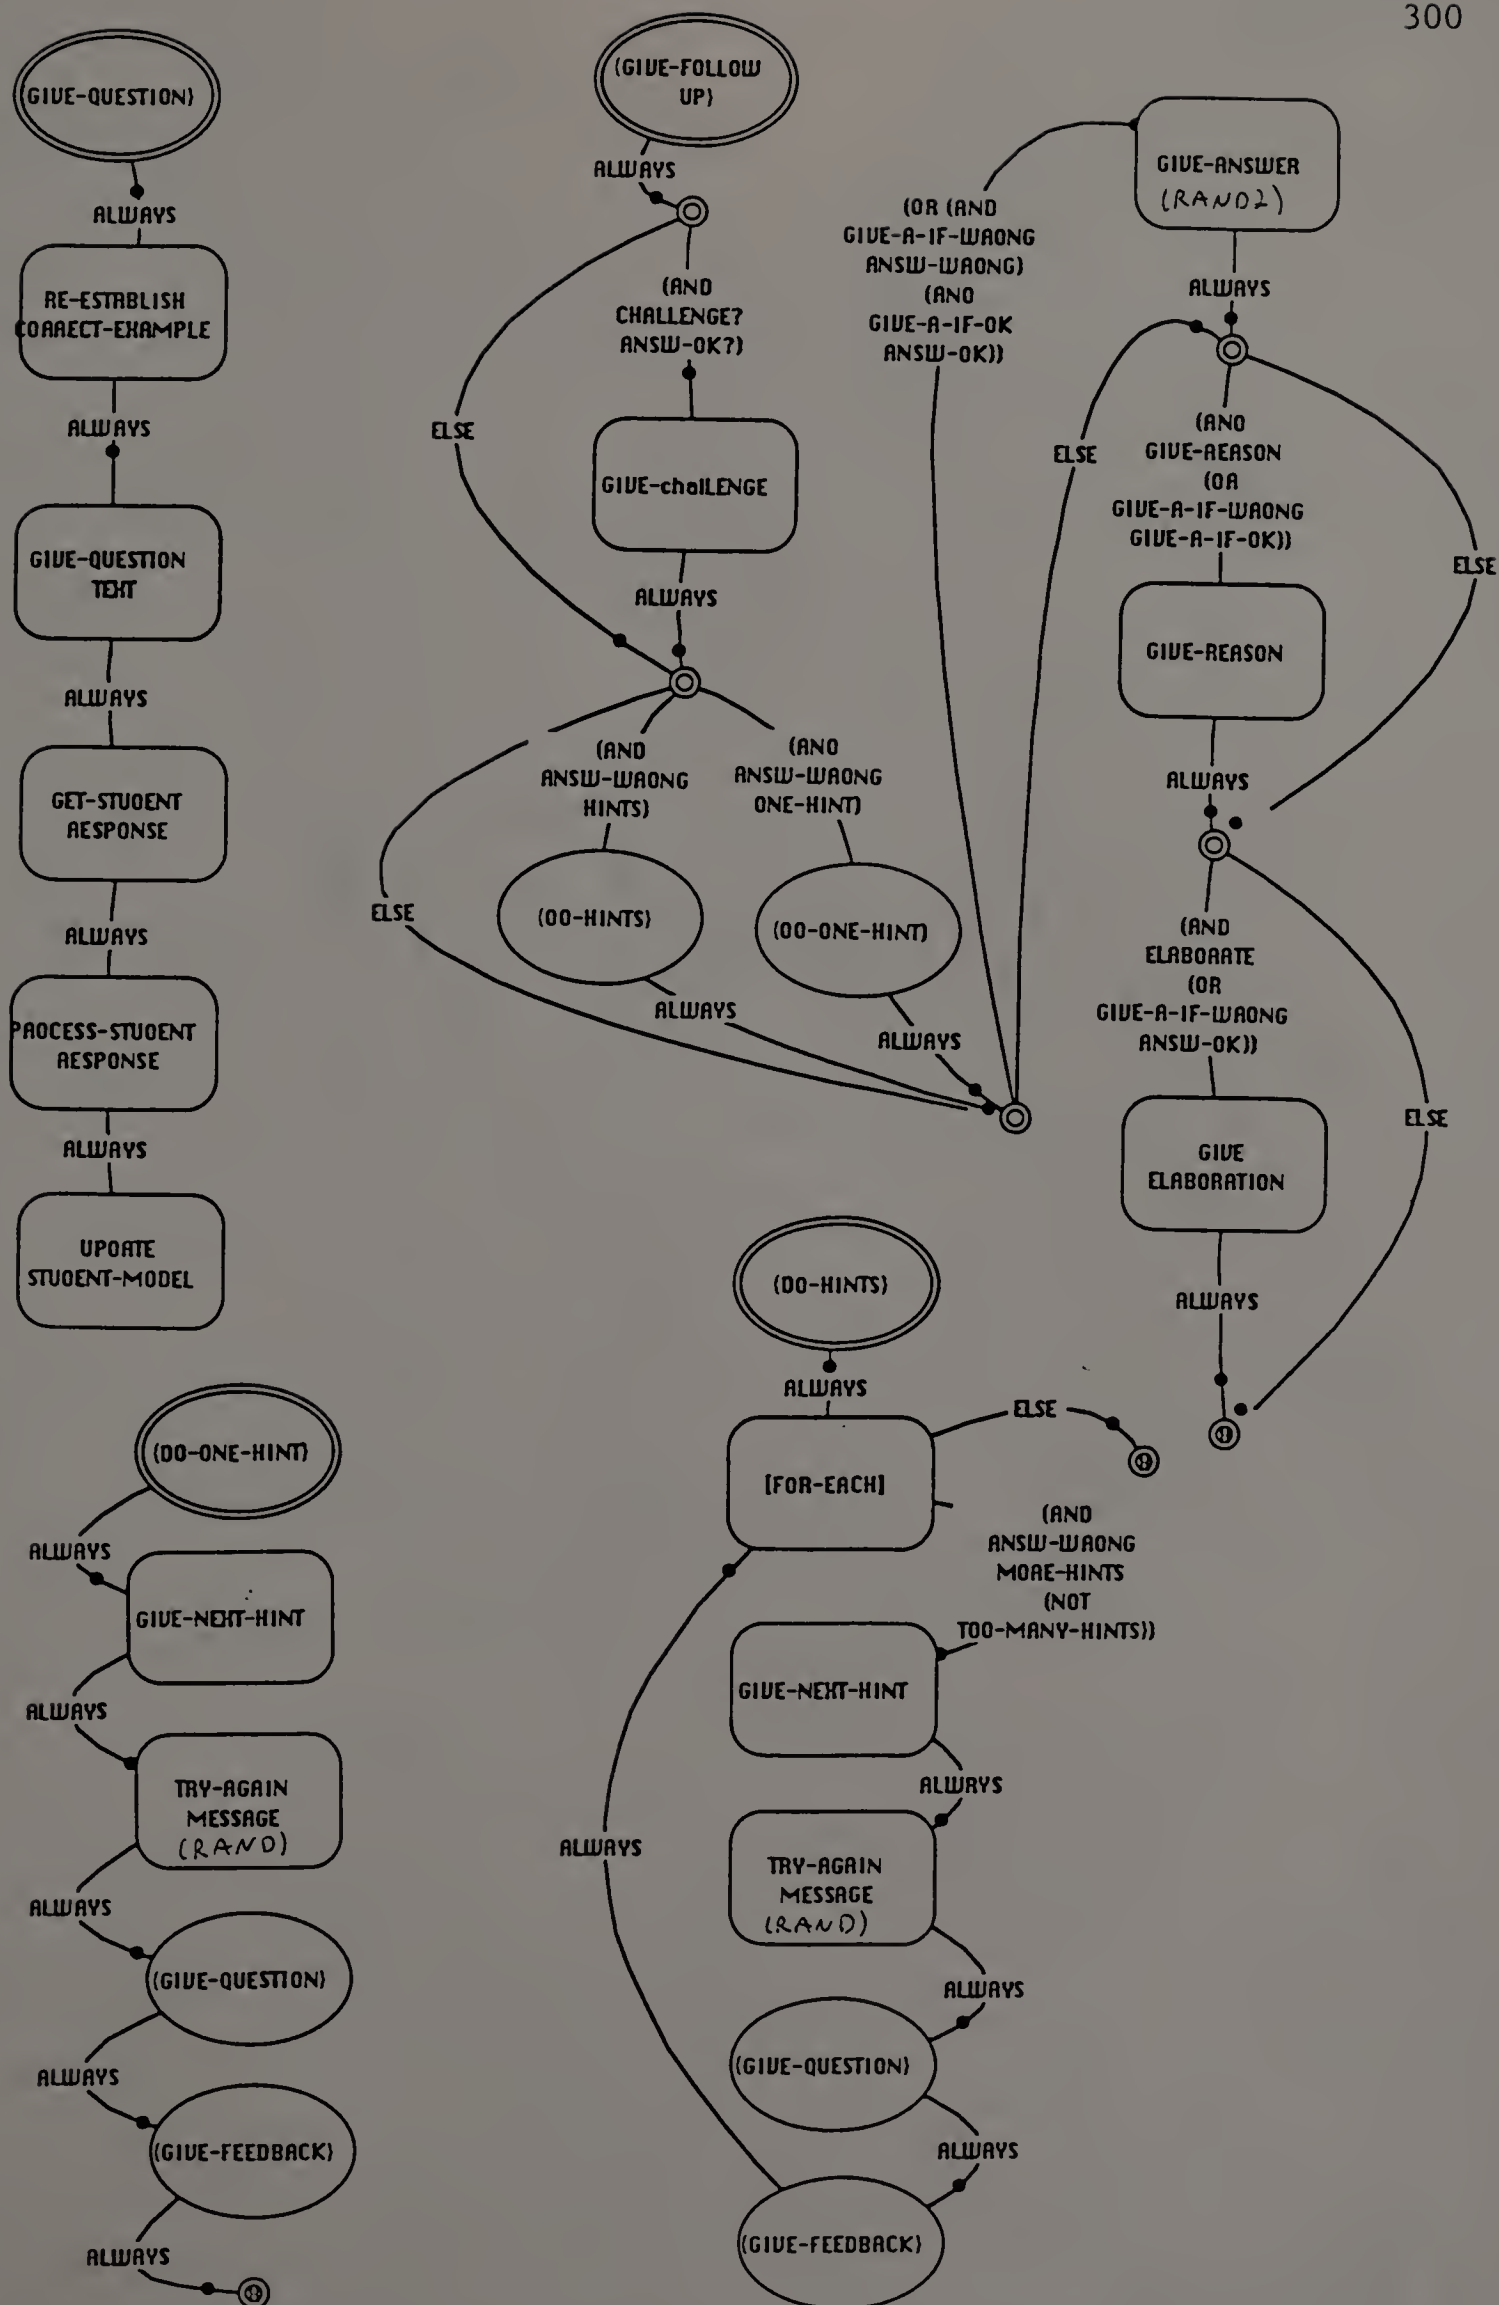 300
(GIVE-QUESTION)
ALWAYS
RE-ESTABLISH
CORRECT-EXAMPLE
ALWAYS
GIVE-QUESTION
TEXT
ALWAYS
GET-STUDENT
RESPONSE
ALWAYS
PROCESS-STUDENT
RESPONSE
ALWAYS
UPDATE
STUDENT-MODEL
(GIVE-FOLLOW
UP)
ALWAYS
ELSE
(AND
CHALLENGE?
ANSW-OK?)
GIVE-chalLENGE
ALWAYS
ELSE
(AND
ANSW-WRONG
HINTS)
(AND
ANSW-WRONG
ONE-HINT)
(DO-HINTS)
(DO-ONE-HINT)
ALWAYS
ALWAYS
(OR (AND
GIVE-A-IF-WRONG
ANSW-WRONG)
(AND
GIVE-A-IF-OK
ANSW-OK))
ELSE
GIVE-ANSWER
(RAND2)
ALWAYS
(AND
GIVE-REASON
(OR
GIVE-A-IF-WRONG
GIVE-A-IF-OK))
ELSE
GIVE-REASON
ALWAYS
(AND
ELABORATE
(OR
GIVE-A-IF-WRONG
ANSW-OK))
ELSE
GIVE
ELABORATION
ALWAYS
(DO-ONE-HINT)
ALWAYS
GIVE-NEXT-HINT
ALWAYS
TRY-AGAIN
MESSAGE
(RAND)
ALWAYS
(GIVE-QUESTION)
ALWAYS
(GIVE-FEEDBACK)
ALWAYS
(DO-HINTS)
ALWAYS
[FOR-EACH]
ELSE
(AND
ANSW-WRONG
MORE-HINTS
(NOT
TOO-MANY-HINTS))
GIVE-NEXT-HINT
ALWAYS
TRY-AGAIN
MESSAGE
(RAND)
ALWAYS
(GIVE-QUESTION)
ALWAYS
(GIVE-FEEDBACK)
ALWAYS